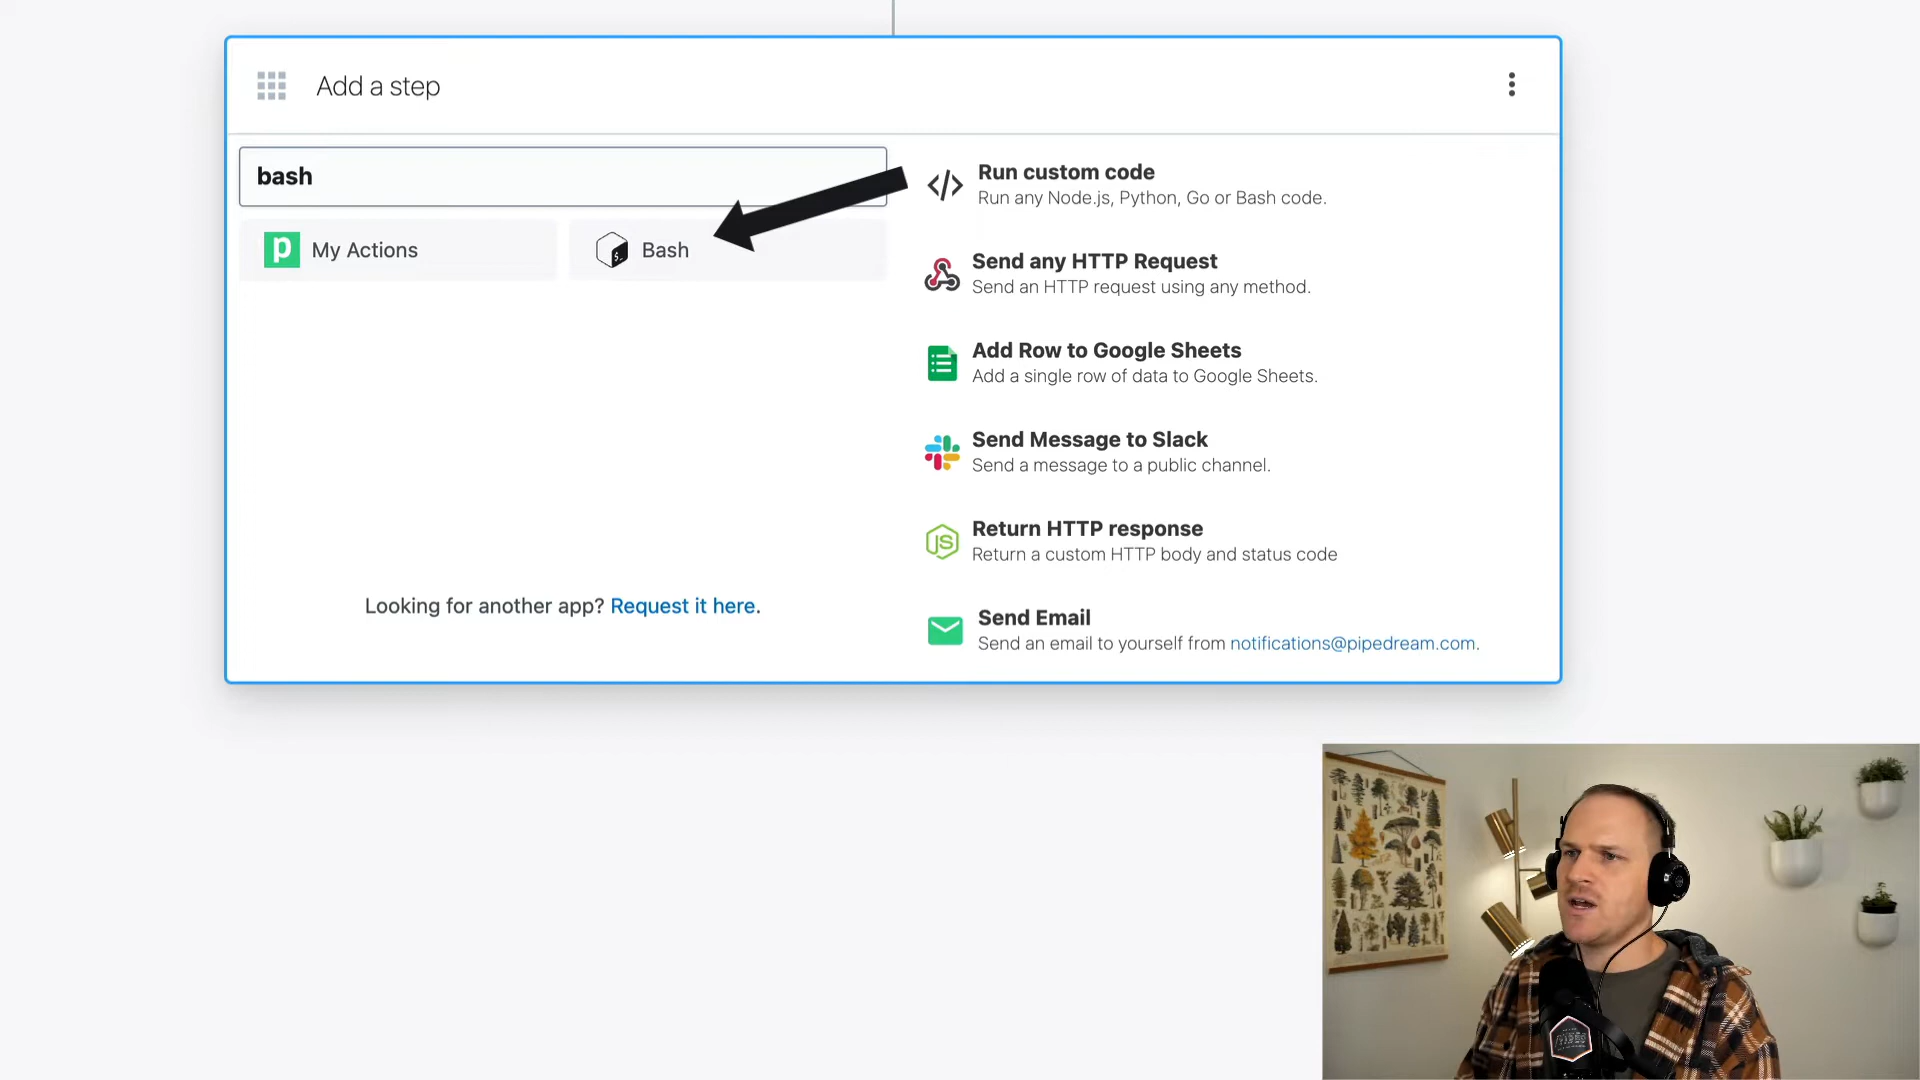 Add a step
bash
My Actions
Bash
Looking for another app? Request it here.
Run custom code
Run any Node.js, Python, Go or Bash code.
Send any HTTP Request
Send an HTTP request using any method.
Add Row to Google Sheets
Add a single row of data to Google Sheets.
Send Message to Slack
Send a message to a public channel.
Return HTTP response
Return a custom HTTP body and status code
Send Email
Send an email to yourself from notifications@pipedream.com.